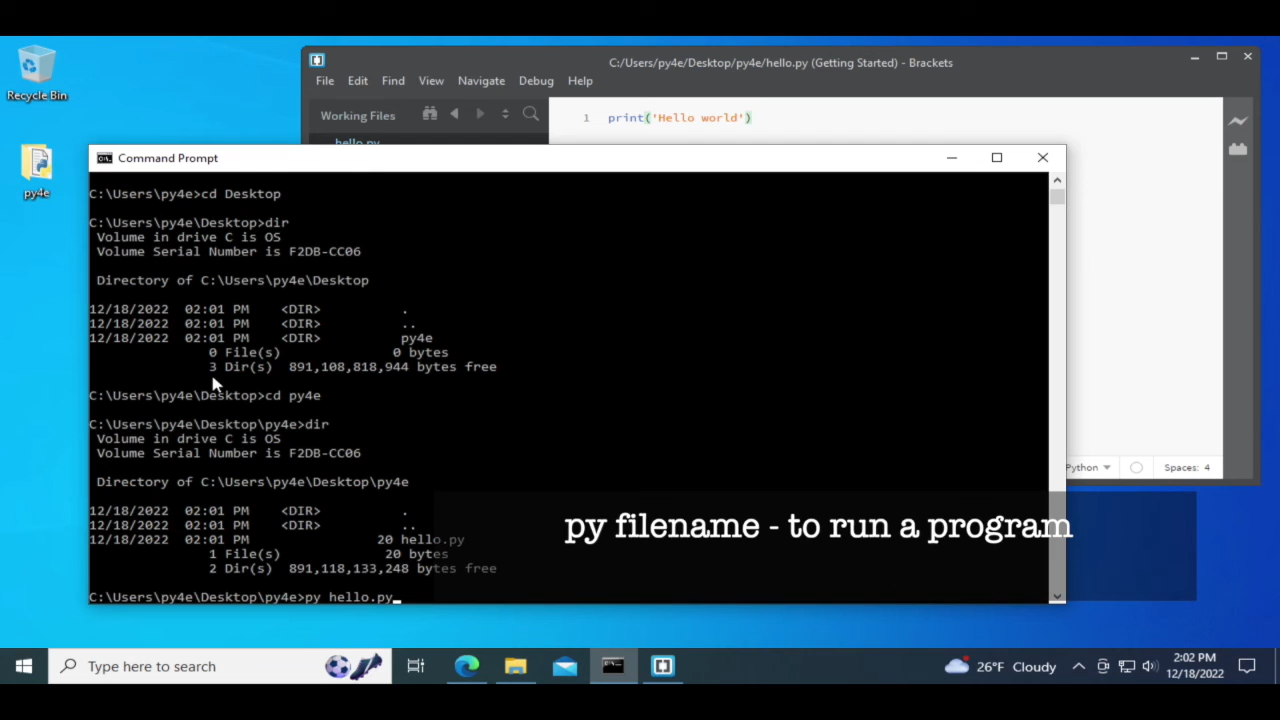 Recycle Bin
py4e
C:/Users/py4e/Desktop/py4e/hello.py (Getting Started) - Brackets
File Edit Find View Navigate Debug Help
Working Files
hello.py
1 print('Hello world')
Command Prompt
C:\Users\py4e>cd Desktop
C:\Users\py4e\Desktop>dir
Volume in drive C is OS
Volume Serial Number is F2DB-CC06
Directory of C:\Users\py4e\Desktop
12/18/2022 02:01 PM <DIR> .
12/18/2022 02:01 PM <DIR> ..
12/18/2022 02:01 PM <DIR> py4e
0 File(s) 0 bytes
3 Dir(s) 891,108,818,944 bytes free
C:\Users\py4e\Desktop>cd py4e
C:\Users\py4e\Desktop\py4e>dir
Volume in drive C is OS
Volume Serial Number is F2DB-CC06
Directory of C:\Users\py4e\Desktop\py4e
12/18/2022 02:01 PM <DIR> .
12/18/2022 02:01 PM <DIR> ..
12/18/2022 02:01 PM 20 hello.py
1 File(s) 20 bytes
2 Dir(s) 891,118,133,248 bytes free
C:\Users\py4e\Desktop\py4e>py hello.py
Python Spaces: 4
py filename - to run a program
Type here to search
26°F Cloudy
2:02 PM
12/18/2022